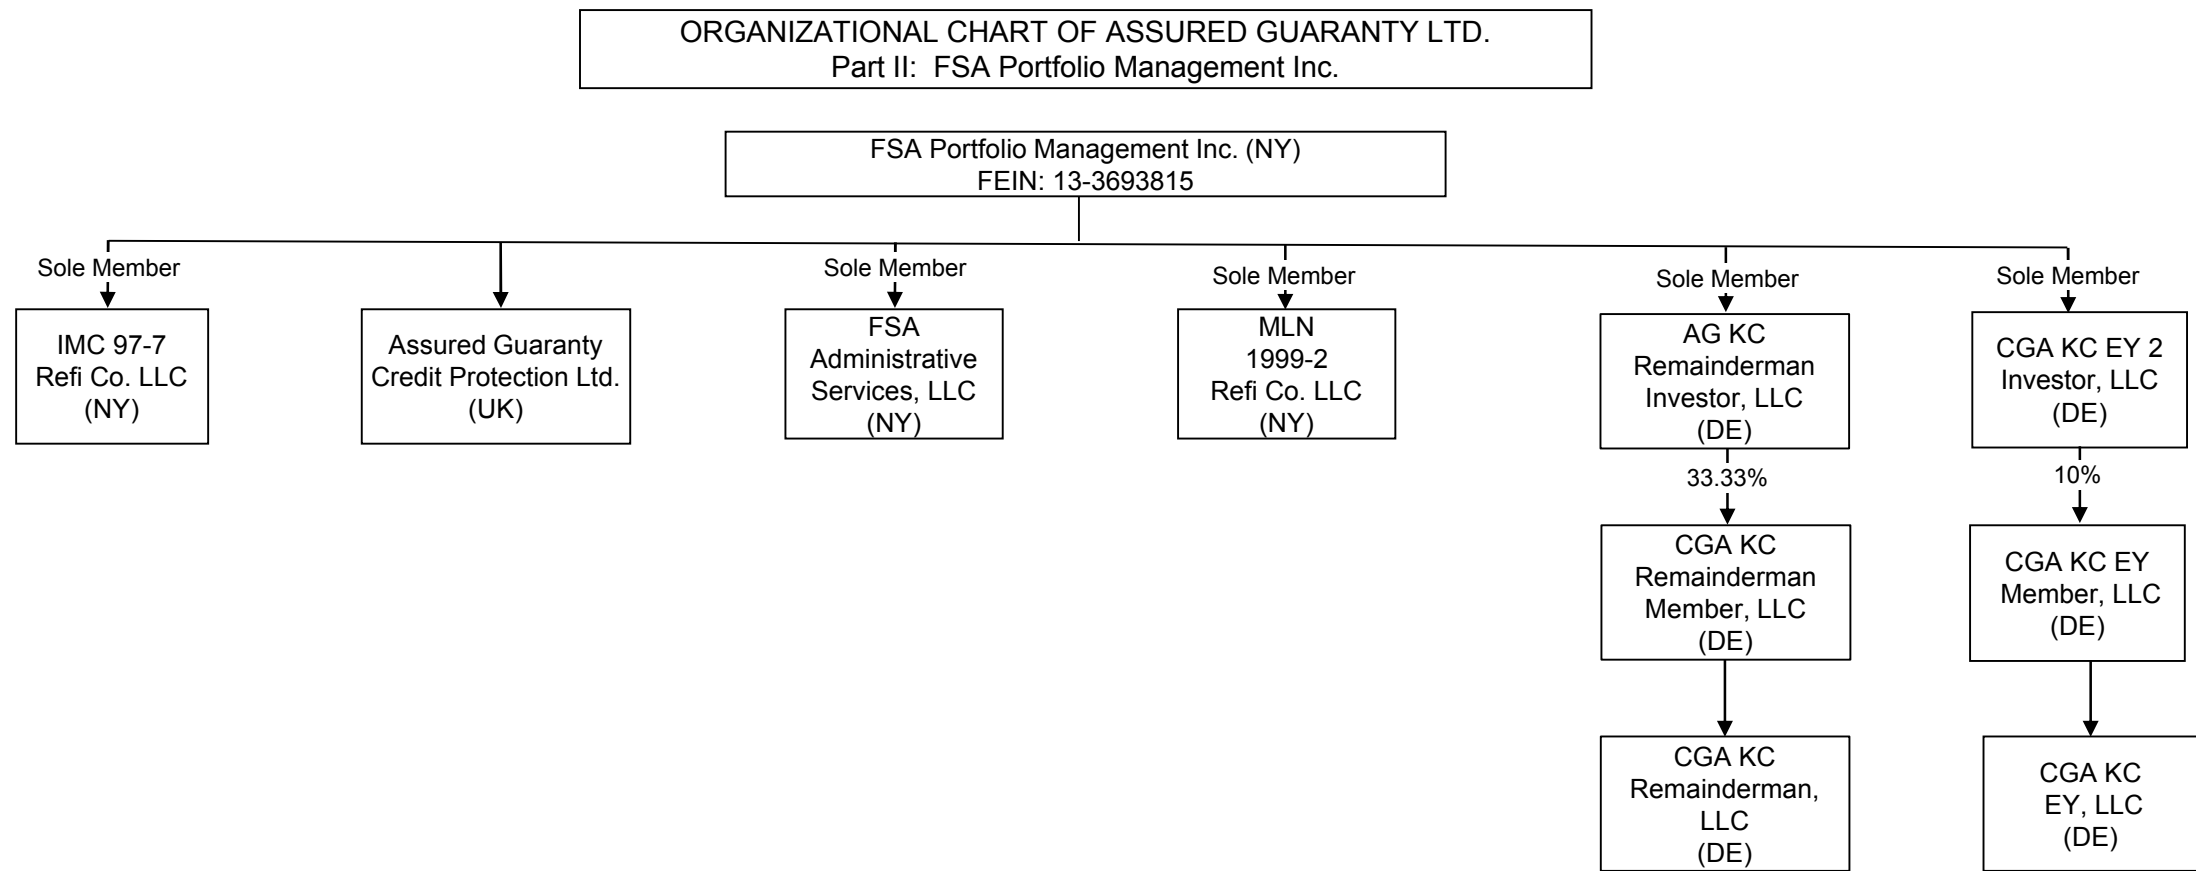 ORGANIZATIONAL CHART OF ASSURED GUARANTY LTD.
Part II:  FSA Portfolio Management Inc.
FSA Portfolio Management Inc. (NY)
FEIN: 13-3693815
Sole Member
Sole Member
Sole Member
Sole Member
Sole Member
IMC 97-7
Refi Co. LLC
(NY)
Assured Guaranty
Credit Protection Ltd.
(UK)
FSA
Administrative
Services, LLC
(NY)
MLN
1999-2
Refi Co. LLC
(NY)
AG KC
Remainderman
Investor, LLC
(DE)
CGA KC EY 2
Investor, LLC
(DE)
33.33%
10%
CGA KC
Remainderman
Member, LLC
(DE)
CGA KC EY
Member, LLC
(DE)
CGA KC
Remainderman,
LLC
(DE)
CGA KC
EY, LLC
(DE)